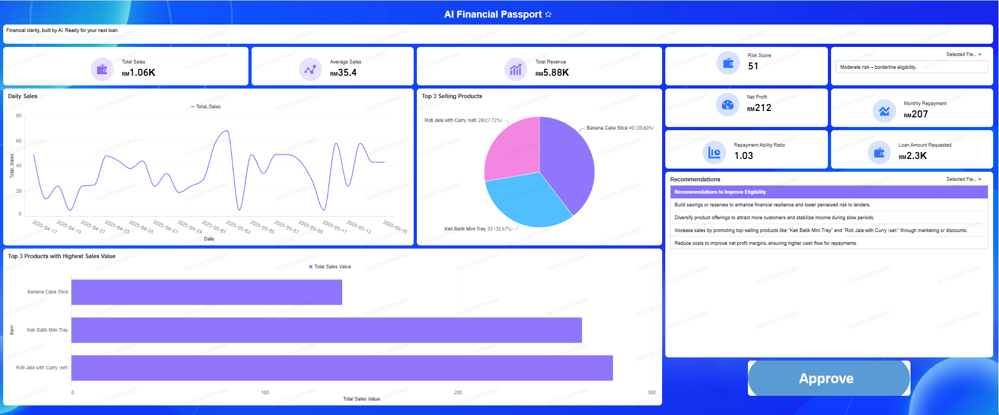 AI Financial Passport
Financial clarity, built by AI. Ready for your next loan.
Total Sales
RM1.06K
Average Sales
RM35.4
Total Revenue
RM5.88K
Risk Score
51
Selected Fie...
Moderate risk – borderline eligibility.
Daily Sales
Total_Sales
80
60
40
20
0
Total_Sales
2025-04-17
2025-04-19
2025-04-21
2025-04-23
2025-04-25
2025-04-27
2025-04-29
2025-05-01
2025-05-03
2025-05-05
2025-05-07
2025-05-09
2025-05-11
2025-05-13
2025-05-16
Date
Top 3 Selling Products
Roti Jala with Curry (set) 28(27.72%)
Banana Cake Slice 40 (39.60%)
Kek Batik Mini Tray 33 (32.67%)
Net Profit
RM212
Monthly Repayment
RM207
Repayment Ability Ratio
1.03
Loan Amount Requested
RM2.3K
Recommendations
Selected Fie...
Recommendations to Improve Eligibility
Build savings or reserves to enhance financial resilience and lower perceived risk to lenders.
Diversify product offerings to attract more customers and stabilize income during slow periods.
Increase sales by promoting top-selling products like "Kek Batik Mini Tray" and "Roti Jala with Curry (set)" through marketing or discounts.
Reduce costs to improve net profit margins, ensuring higher cash flow for repayments.
Top 3 Products with Highest Sales Value
Total Sales Value
Item
Banana Cake Slice
Kek Batik Mini Tray
Roti Jala with Curry (set)
0
100
200
300
Total Sales Value
Approve